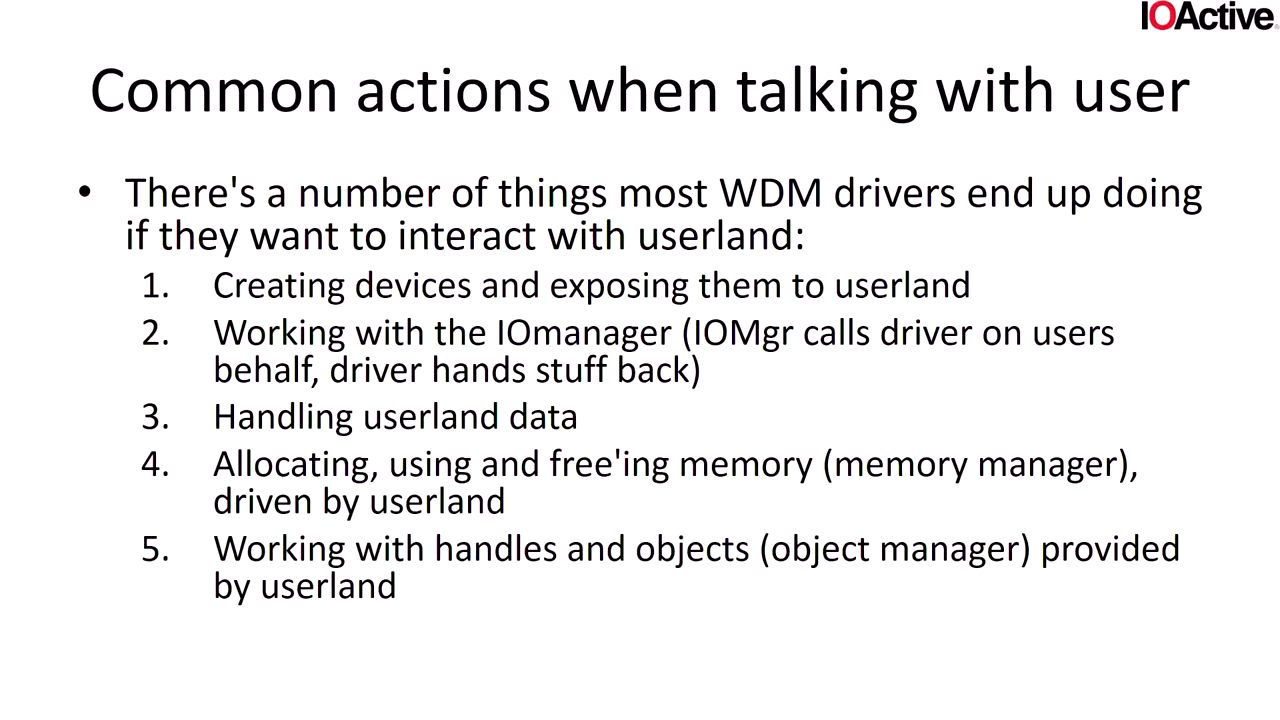 IOActive
Common actions when talking with user
• There's a number of things most WDM drivers end up doing
if they want to interact with userland:
1. Creating devices and exposing them to userland
2. Working with the IOmanager (IOMgr calls driver on users
behalf, driver hands stuff back)
3. Handling userland data
4. Allocating, using and free'ing memory (memory manager),
driven by userland
5. Working with handles and objects (object manager) provided
by userland